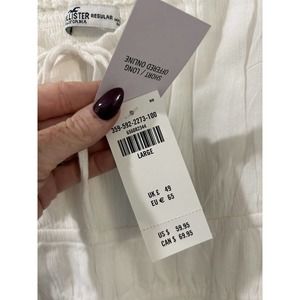 HOLLISTER
REGULAR
CALIFORNIA
SHORT / LONG
OFFERED ONLINE
359-592-2273-100
LARGE
UK £ 49
EU € 65
US $ 59.95
CAN $ 69.95